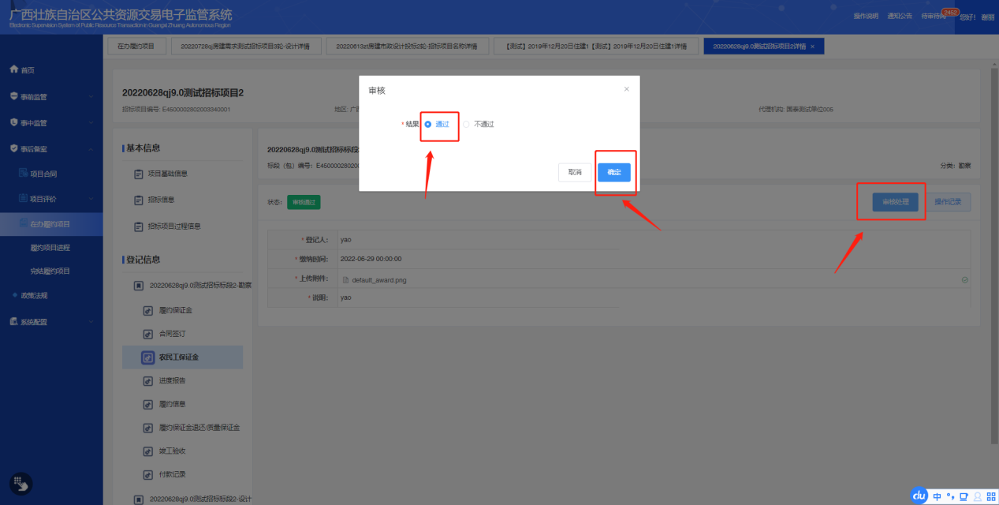 广西壮族自治区公共资源交易电子监管系统
Electronic Supervision System of Public Resource Transaction in Guangxi Zhuang Autonomous Region
操作说明 通知公告 待审待阅 2452 您好! 谢丽
在办履约项目 20220728qj房建需求测试招标项目3轮-设计详情 20220613zt房建市政设计投标2轮-招标项目名称详情 【测试】2019年12月20日住建1【测试】2019年12月20日住建1详情 20220628qj9.0测试招标项目2详情 ×
首页
事前监管
事中监管
事后备案
项目合同
项目评价
在办履约项目
履约项目进程
完结履约项目
政策法规
系统配置
20220628qj9.0测试招标项目2
招标项目编号: E4500002802003340001 地区: 广西 代理机构: 国泰测试单位005
基本信息
项目基础信息
招标信息
招标项目过程信息
登记信息
20220628qj9.0测试招标标段2-勘察
履约保证金
合同签订
农民工保证金
进度报告
履约信息
履约保证金退还/质量保证金
竣工验收
付款记录
20220628qj9.0测试招标标段2-设计
20220628qj9.0测试招标标段
标段（包）编号: E45000028020 分类: 勘察
状态: 审核通过 审核处理 操作记录
* 登记人: yao
* 缴纳时间: 2022-06-29 00:00:00
* 上传附件: default_award.png
* 说明: yao
审核 ×
* 结果 通过 不通过
取消 确定
du 中